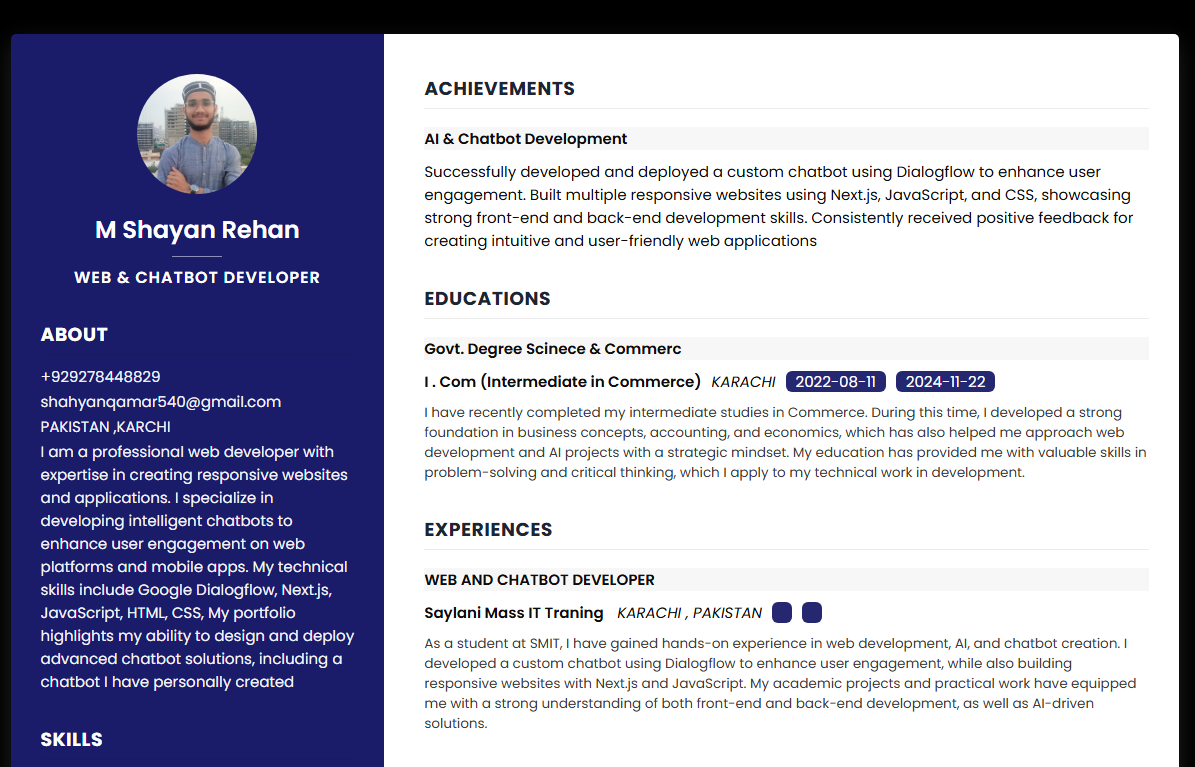 M Shayan Rehan
WEB & CHATBOT DEVELOPER
ABOUT
+929278448829
shahyanqamar540@gmail.com
PAKISTAN ,KARCHI
I am a professional web developer with
expertise in creating responsive websites
and applications. I specialize in
developing intelligent chatbots to
enhance user engagement on web
platforms and mobile apps. My technical
skills include Google Dialogflow, Next.js,
JavaScript, HTML, CSS, My portfolio
highlights my ability to design and deploy
advanced chatbot solutions, including a
chatbot I have personally created
SKILLS
ACHIEVEMENTS
AI & Chatbot Development
Successfully developed and deployed a custom chatbot using Dialogflow to enhance user
engagement. Built multiple responsive websites using Next.js, JavaScript, and CSS, showcasing
strong front-end and back-end development skills. Consistently received positive feedback for
creating intuitive and user-friendly web applications
EDUCATIONS
Govt. Degree Scinece & Commerc
I . Com (Intermediate in Commerce) KARACHI 2022-08-11 2024-11-22
I have recently completed my intermediate studies in Commerce. During this time, I developed a strong
foundation in business concepts, accounting, and economics, which has also helped me approach web
development and AI projects with a strategic mindset. My education has provided me with valuable skills in
problem-solving and critical thinking, which I apply to my technical work in development.
EXPERIENCES
WEB AND CHATBOT DEVELOPER
Saylani Mass IT Traning KARACHI , PAKISTAN
As a student at SMIT, I have gained hands-on experience in web development, AI, and chatbot creation. I
developed a custom chatbot using Dialogflow to enhance user engagement, while also building
responsive websites with Next.js and JavaScript. My academic projects and practical work have equipped
me with a strong understanding of both front-end and back-end development, as well as AI-driven
solutions.